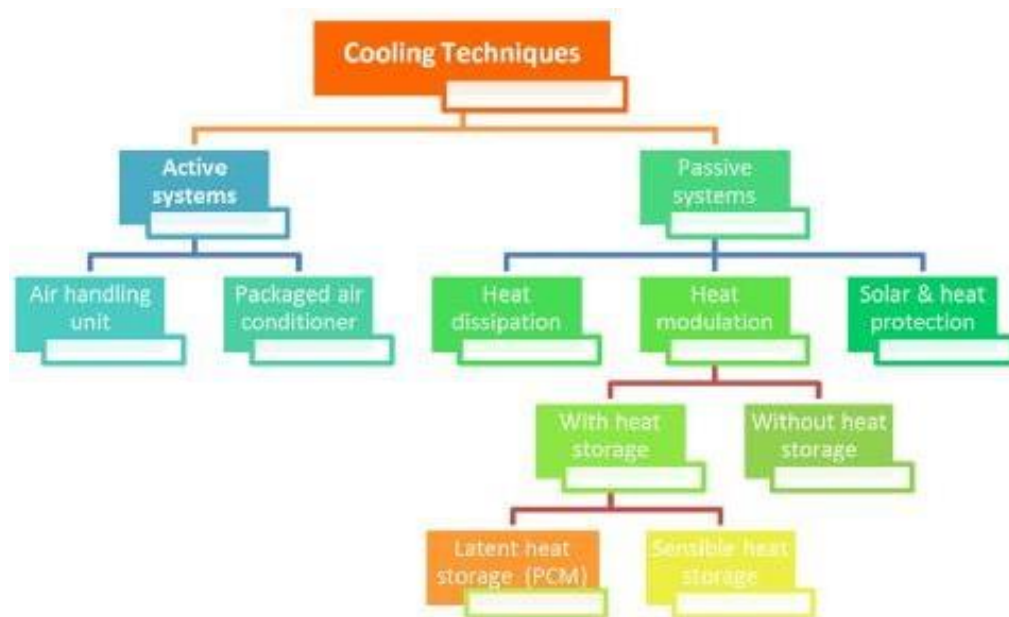 Cooling Techniques
Active
systems
Passive
systems
Air handling
unit
Packaged air
conditioner
Heat
dissipation
Heat
modulation
Solar & heat
protection
With heat
storage
Without heat
storage
Latent heat
storage (PCM)
Sensible heat
storage